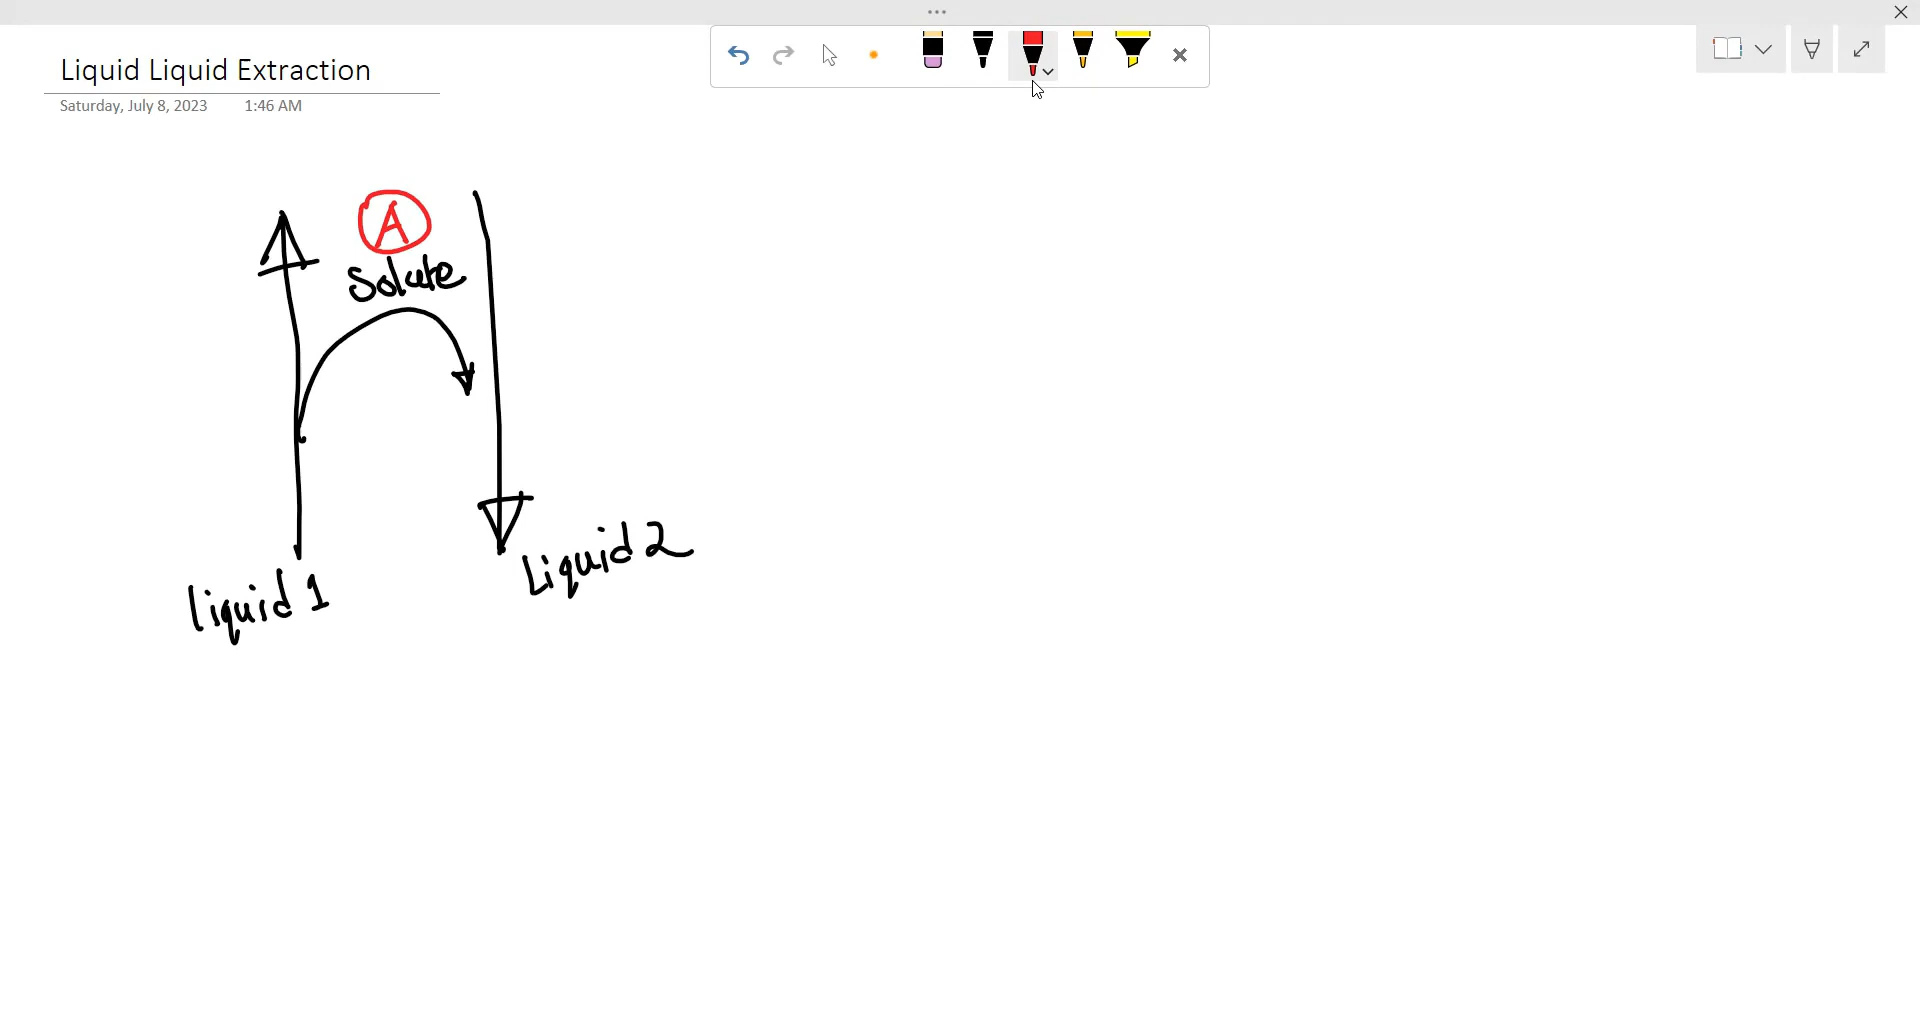 Liquid Liquid Extraction
Saturday, July 8, 2023 1:46 AM
A
Solute
Liquid 2
liquid 1